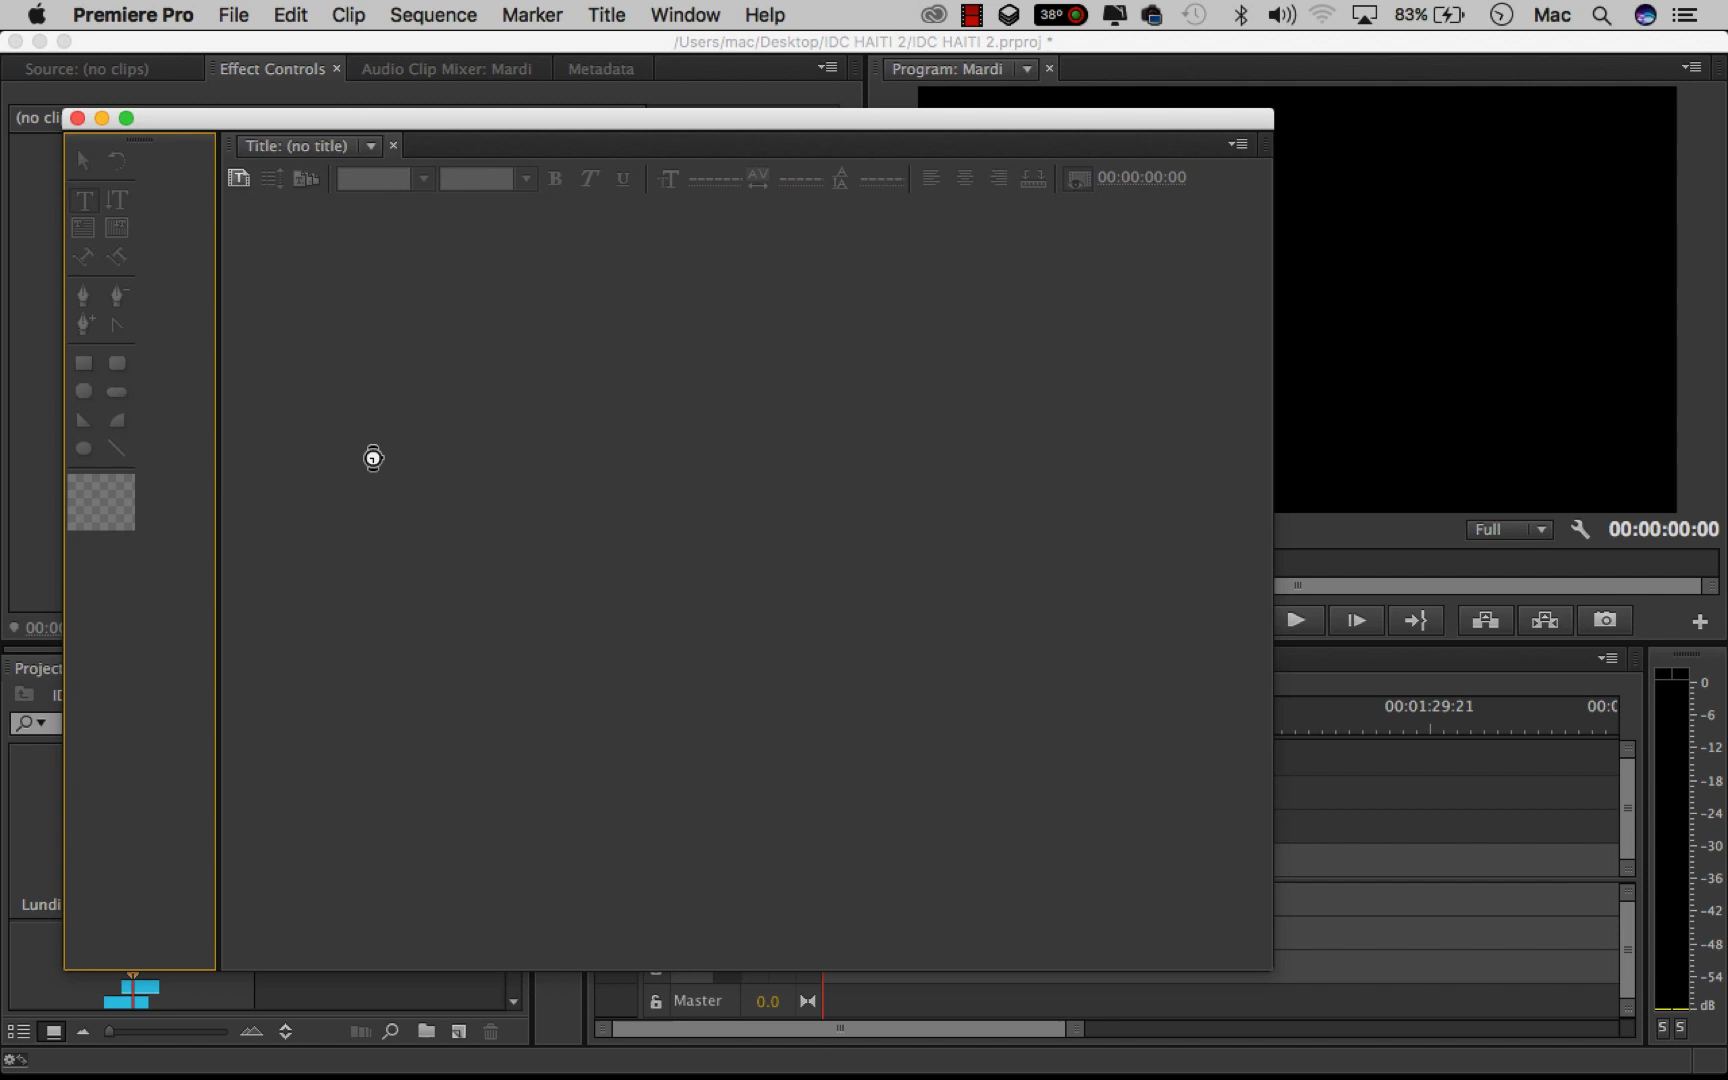 Premiere Pro File Edit Clip Sequence Marker Title Window Help 38° 83% Mac
/Users/mac/Desktop/IDC HAITI 2/IDC HAITI 2.prproj *
Source: (no clips) Effect Controls × Audio Clip Mixer: Mardi Metadata Program: Mardi ×
(no cli
Title: (no title) ×
B T U T AV 00:00:00:00
T T
Full 00:00:00:00
00:00
Project
ID
00:01:29:21 00:0
0
-6
-12
-18
-24
-30
-36
-42
-48
-54
dB
Lundi
Master 0.0
S S